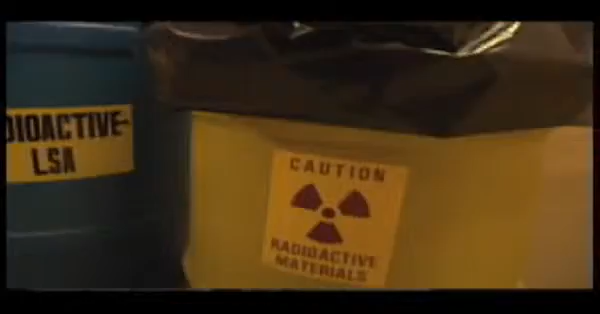 DIOACTIVE-
LSA
CAUTION
RADIOACTIVE
MATERIALS